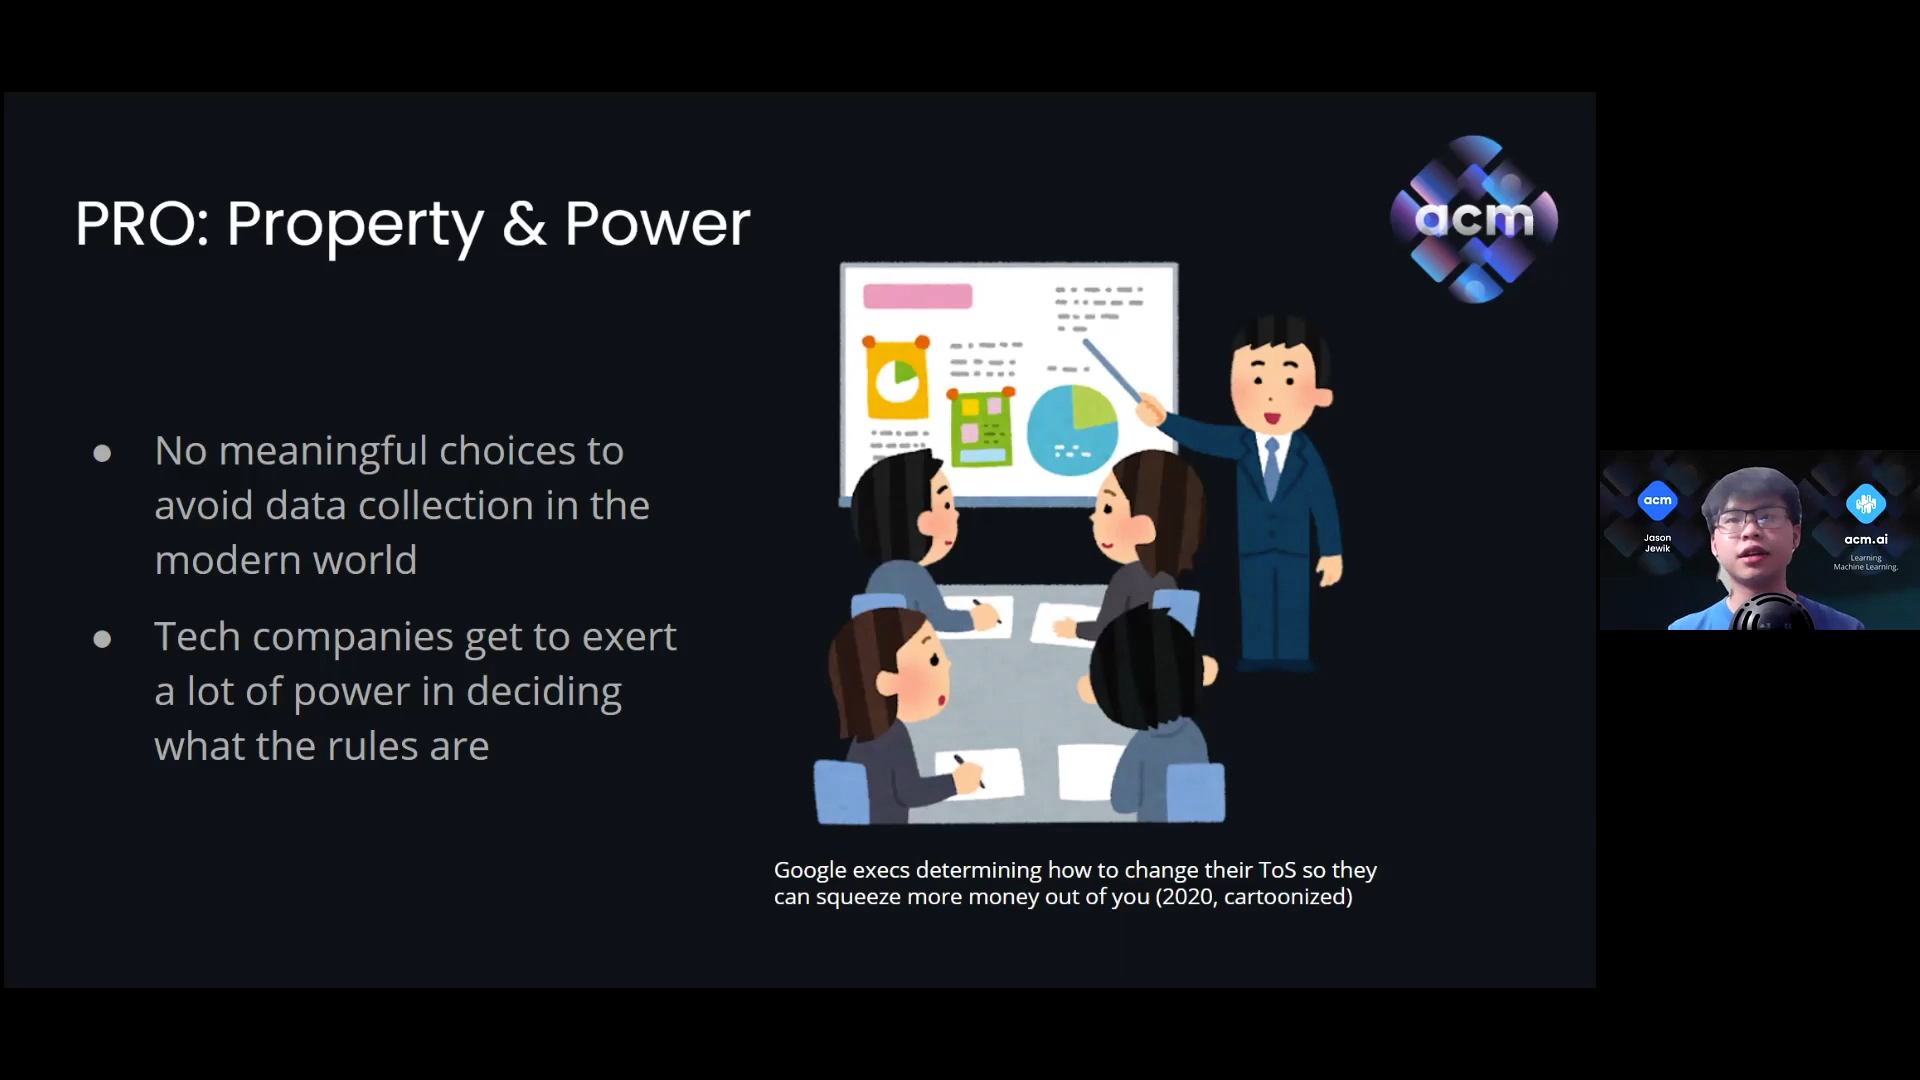 PRO: Property & Power
acm
● No meaningful choices to
avoid data collection in the
modern world
● Tech companies get to exert
a lot of power in deciding
what the rules are
Google execs determining how to change their ToS so they
can squeeze more money out of you (2020, cartoonized)
acm
Jason
Jewik
acm.ai
Learning
Machine Learning.